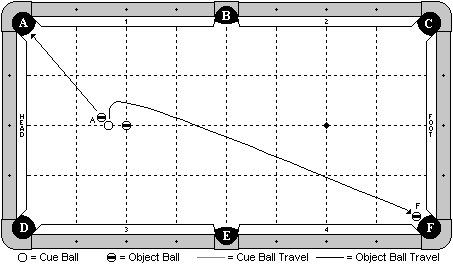 A B C
1 2
HEAD
FOOT
A
F
D E F
3 4
= Cue Ball = Object Ball = Cue Ball Travel = Object Ball Travel